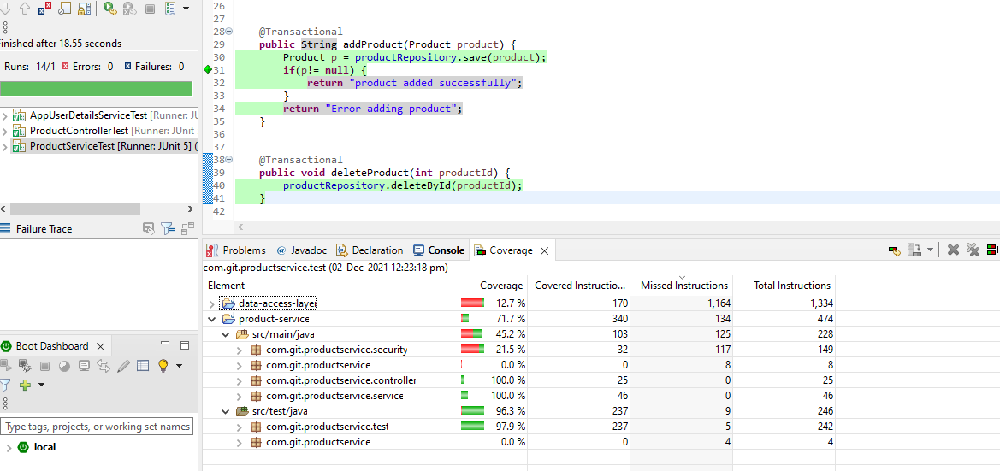 Finished after 18.55 seconds
Runs: 14/1 Errors: 0 Failures: 0
AppUserDetailsServiceTest [Runner: JU
ProductControllerTest [Runner: JUnit
ProductServiceTest [Runner: JUnit 5] (
Failure Trace
Boot Dashboard
Type tags, projects, or working set names
local
26
27
28 @Transactional
29 public String addProduct(Product product) {
30 Product p = productRepository.save(product);
31 if(p!= null) {
32 return "product added successfully";
33 }
34 return "Error adding product";
35 }
36
37
38 @Transactional
39 public void deleteProduct(int productId) {
40 productRepository.deleteById(productId);
41 }
42
Problems @ Javadoc Declaration Console Coverage
com.git.productservice.test (02-Dec-2021 12:23:18 pm)
Element Coverage Covered Instructio... Missed Instructions Total Instructions
data-access-layer 12.7 % 170 1,164 1,334
product-service 71.7 % 340 134 474
src/main/java 45.2 % 103 125 228
com.git.productservice.security 21.5 % 32 117 149
com.git.productservice 0.0 % 0 8 8
com.git.productservice.controller 100.0 % 25 0 25
com.git.productservice.service 100.0 % 46 0 46
src/test/java 96.3 % 237 9 246
com.git.productservice.test 97.9 % 237 5 242
com.git.productservice 0.0 % 0 4 4